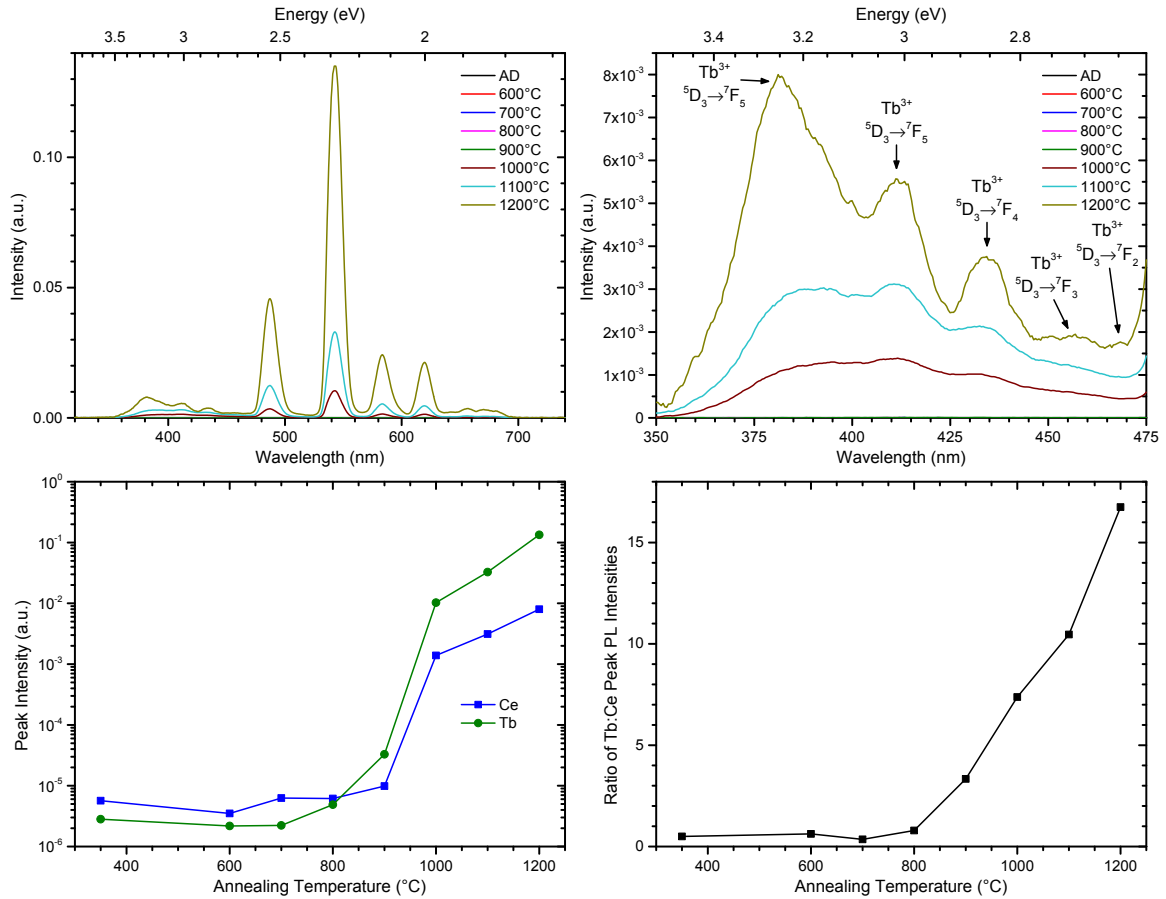 Energy (eV)
3.5 3 2.5 2
0.10
0.05
0.00
Intensity (a.u.)
AD
600°C
700°C
800°C
900°C
1000°C
1100°C
1200°C
400 500 600 700
Wavelength (nm)
Energy (eV)
3.4 3.2 3 2.8
8x10⁻³
7x10⁻³
6x10⁻³
5x10⁻³
4x10⁻³
3x10⁻³
2x10⁻³
1x10⁻³
0
Intensity (a.u.)
Tb³⁺
⁵D₃→⁷F₅
Tb³⁺
⁵D₃→⁷F₅
Tb³⁺
⁵D₃→⁷F₄
Tb³⁺
⁵D₃→⁷F₃
Tb³⁺
⁵D₃→⁷F₂
AD
600°C
700°C
800°C
900°C
1000°C
1100°C
1200°C
350 375 400 425 450 475
Wavelength (nm)
10⁰
10⁻¹
10⁻²
10⁻³
10⁻⁴
10⁻⁵
10⁻⁶
Peak Intensity (a.u.)
Ce
Tb
400 600 800 1000 1200
Annealing Temperature (°C)
15
10
5
0
Ratio of Tb:Ce Peak PL Intensities
400 600 800 1000 1200
Annealing Temperature (°C)